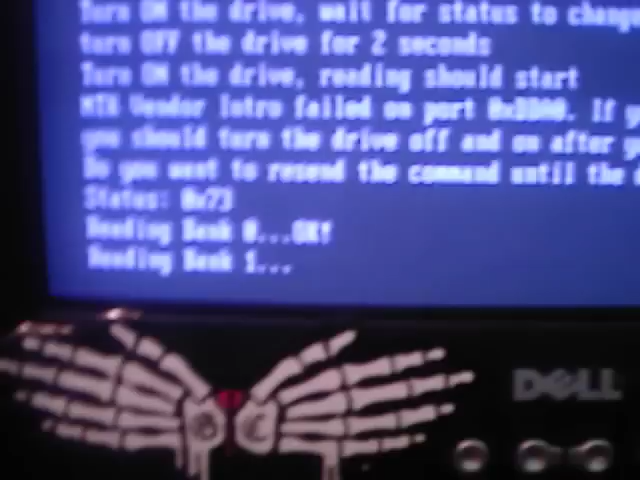 Turn ON the drive, wait for status to change
turn OFF the drive for 2 seconds
Turn ON the drive, reading should start
MTK Vendor Intro failed on port 0x3DA0. If y
you should turn the drive off and on after y
Do you want to resend the command until the d
Status: 0x73
Reading Bank 0...OK!
Reading Bank 1...
DELL